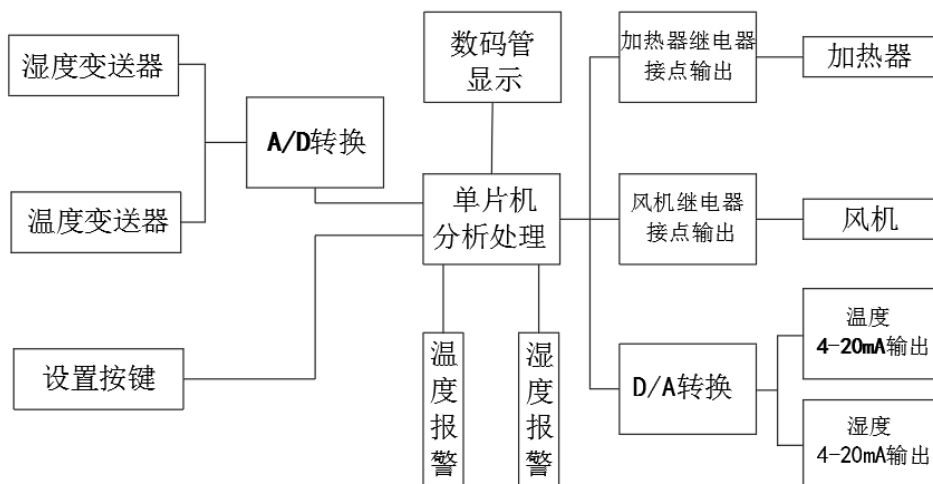 湿度变送器
温度变送器
设置按键
A/D转换
数码管
显示
单片机
分析处理
温度报警
湿度报警
加热器继电器
接点输出
风机继电器
接点输出
D/A转换
加热器
风机
温度
4-20mA输出
湿度
4-20mA输出